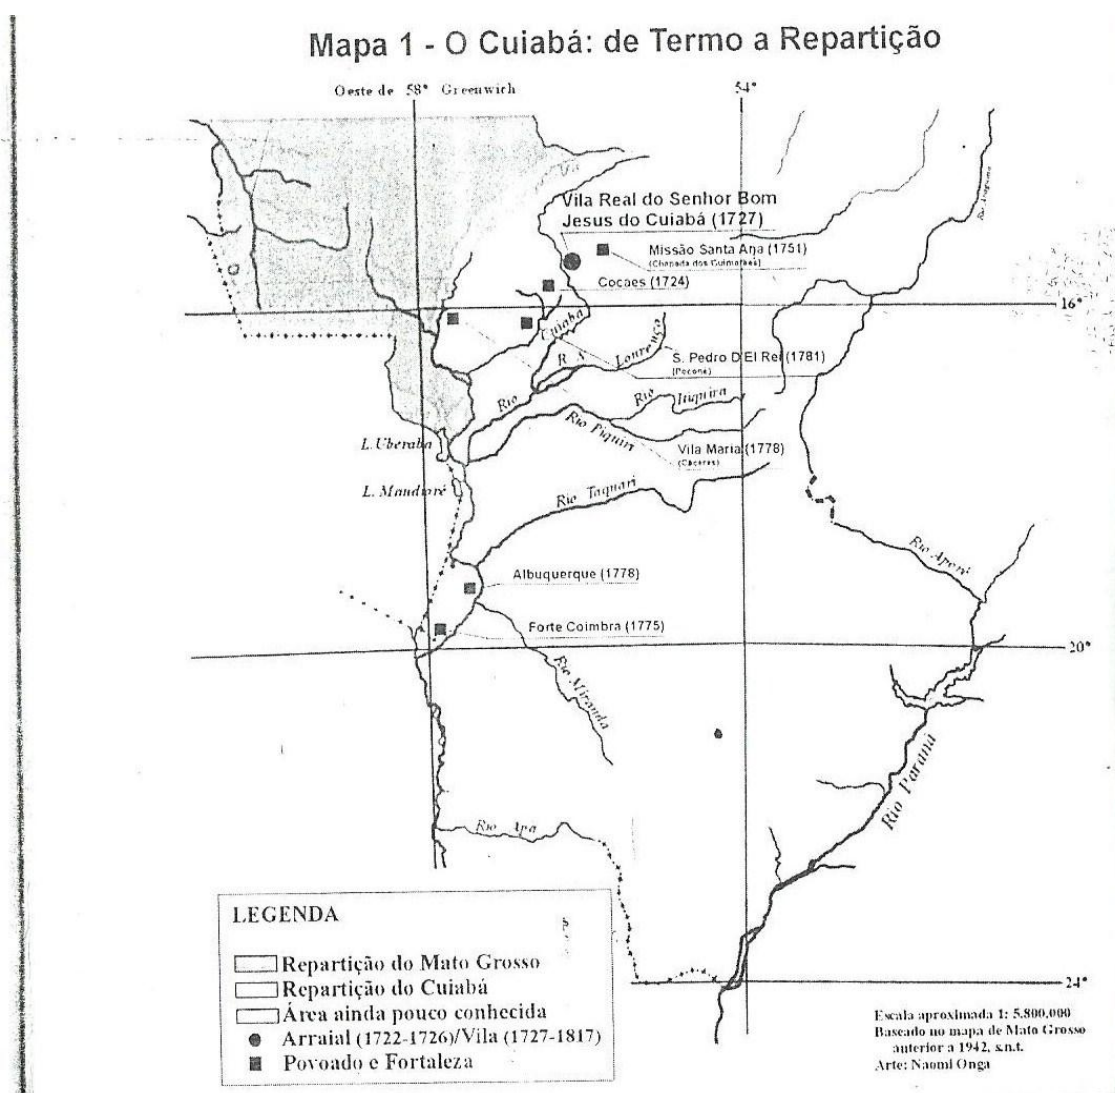 Mapa 1 - O Cuiabá: de Termo a Repartição
Oeste de 58° Greenwich
54°
Vila Real do Senhor Bom
Jesus do Cuiabá (1727)
Rio Araguaia
Missão Santa Ana (1751)
(Chapada dos Guimarães)
Cocaes (1724)
16°
Cuiabá
R. S. Lourenço
S. Pedro D'El Rei (1781)
(Poconé)
Rio
Rio Itiquira
Rio Piquiri
L. Uberaba
Vila Maria (1778)
(Cáceres)
L. Mandioré
Rio Taquari
Rio Aporé
Albuquerque (1778)
Forte Coimbra (1775)
20°
Rio Miranda
Rio Paraná
Rio Apa
LEGENDA
Repartição do Mato Grosso
Repartição do Cuiabá
Área ainda pouco conhecida
Arraial (1722-1726)/Vila (1727-1817)
Povoado e Fortaleza
24°
Escala aproximada 1: 5.800.000
Baseado no mapa de Mato Grosso
anterior a 1942, s.n.t.
Arte: Naomi Onga